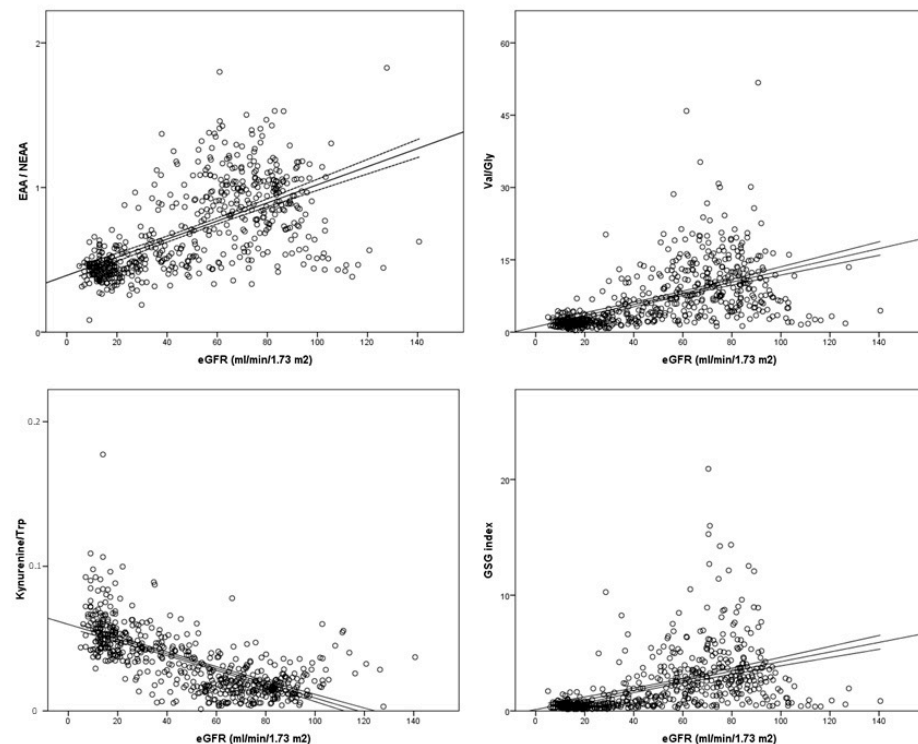 2
1
0
EAA / NEAA
0 20 40 60 80 100 120 140
eGFR (ml/min/1.73 m2)
60
45
30
15
0
Val/Gly
0 20 40 60 80 100 120 140
eGFR (ml/min/1.73 m2)
0.2
0.1
0
Kynurenine/Trp
0 20 40 60 80 100 120 140
eGFR (ml/min/1.73 m2)
20
10
0
GSG index
0 20 40 60 80 100 120 140
eGFR (ml/min/1.73 m2)